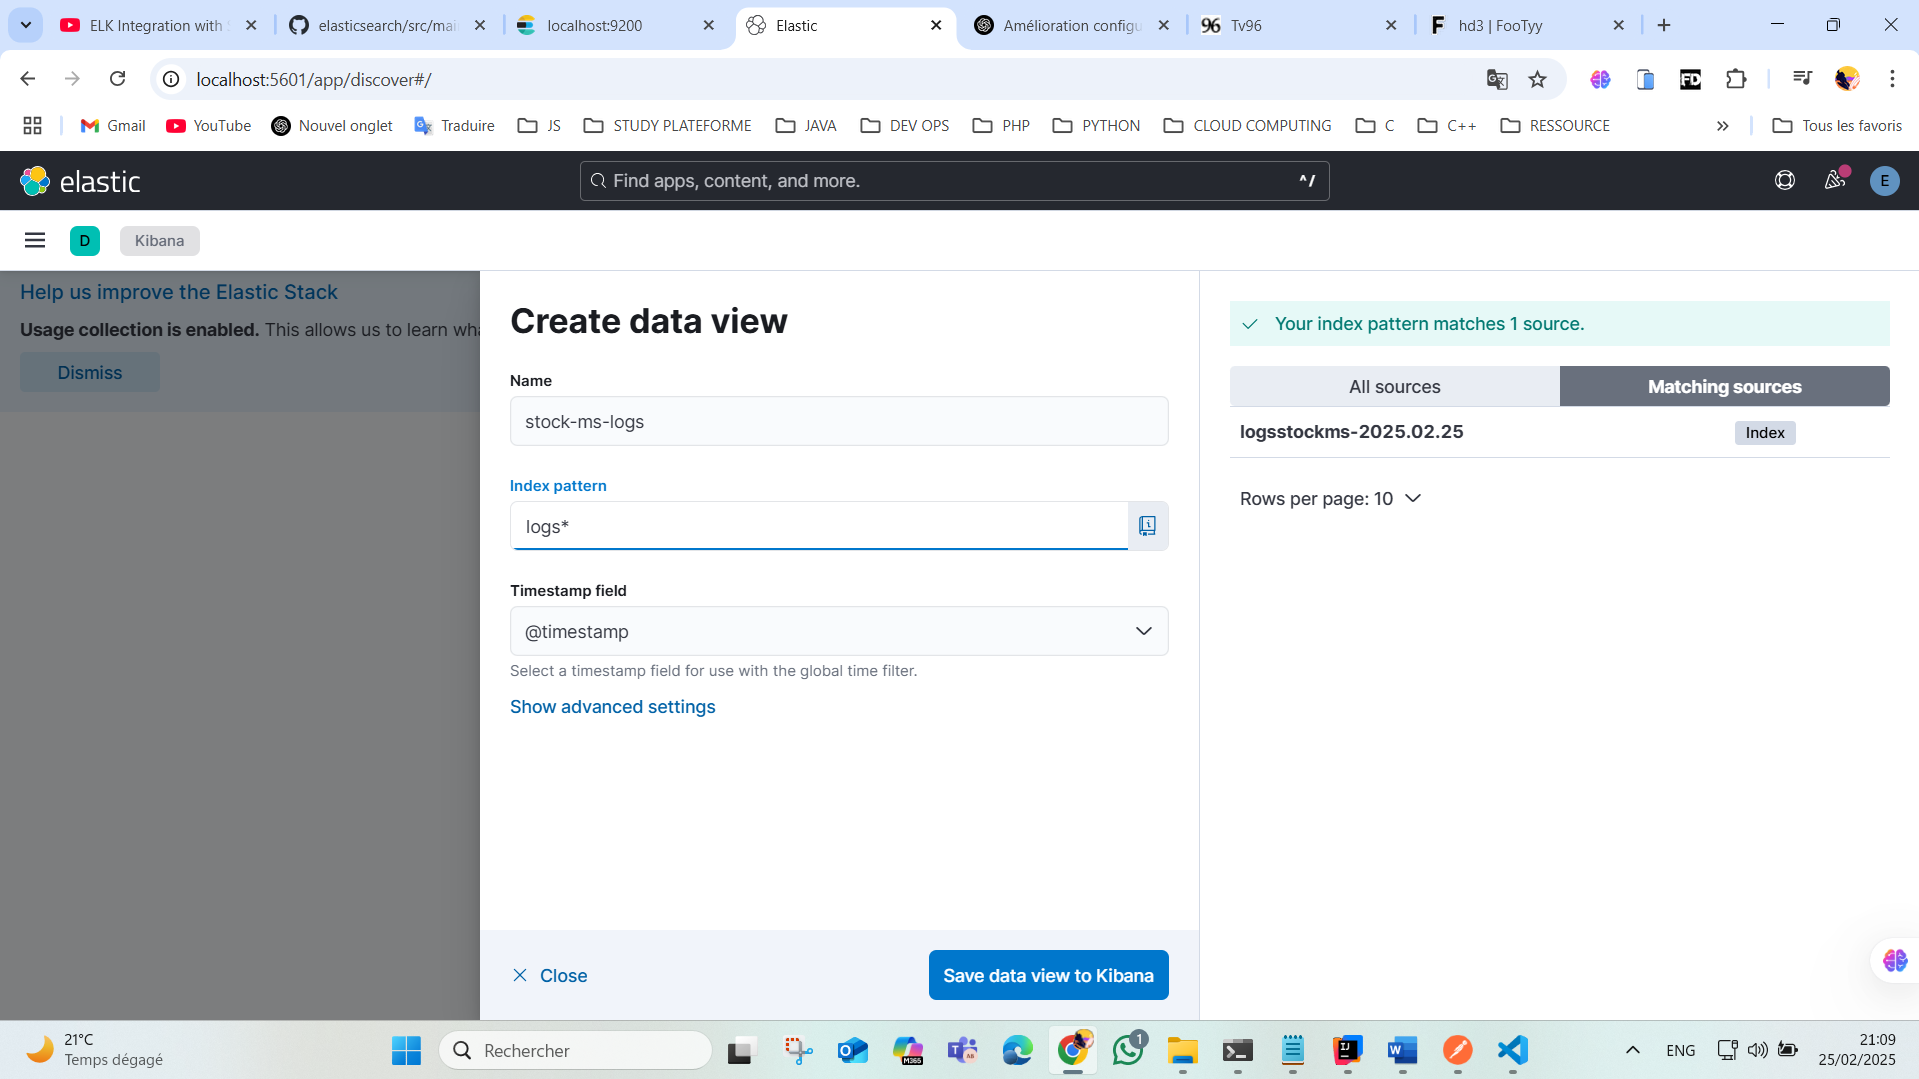 ELK Integration with S
elasticsearch/src/mai
localhost:9200
Elastic
Amélioration configu
96 Tv96
F hd3 | FooTyy
localhost:5601/app/discover#/
FD
Gmail
YouTube
Nouvel onglet
Traduire
JS
STUDY PLATEFORME
JAVA
DEV OPS
PHP
PYTHON
CLOUD COMPUTING
C
C++
RESSOURCE
»
Tous les favoris
elastic
Find apps, content, and more.
^/
E
D
Kibana
Help us improve the Elastic Stack
Usage collection is enabled. This allows us to learn wha
Dismiss
Create data view
Name
stock-ms-logs
Index pattern
logs*
Timestamp field
@timestamp
Select a timestamp field for use with the global time filter.
Show advanced settings
Close
Save data view to Kibana
Your index pattern matches 1 source.
All sources
Matching sources
logsstockms-2025.02.25
Index
Rows per page: 10
21°C
Temps dégagé
Rechercher
M365
1
ENG
21:09
25/02/2025